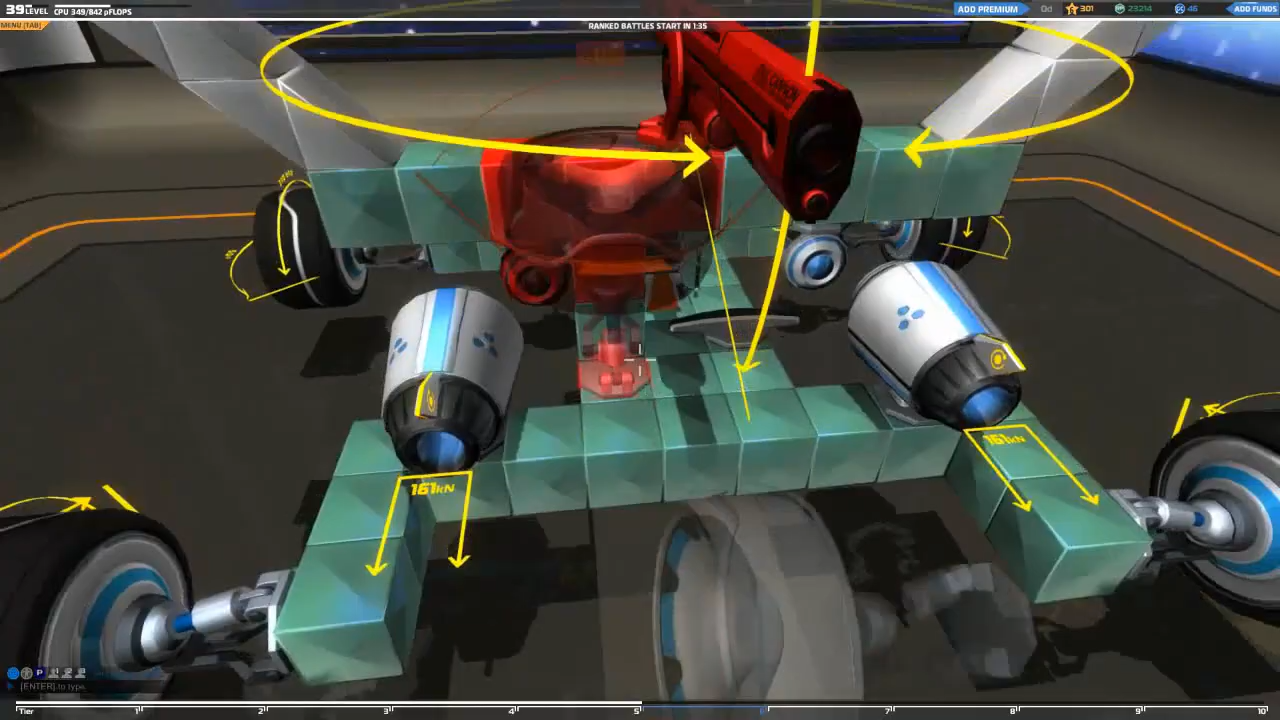 39 LEVEL CPU 349/842 pFLOPS ADD PREMIUM 0d 301 23214 46 ADD FUNDS
MENU [TAB]
RANKED BATTLES START IN 1:35
161kN
161kN
P
[ENTER] to type
Tier 1 2 3 4 5 6 7 8 9 10